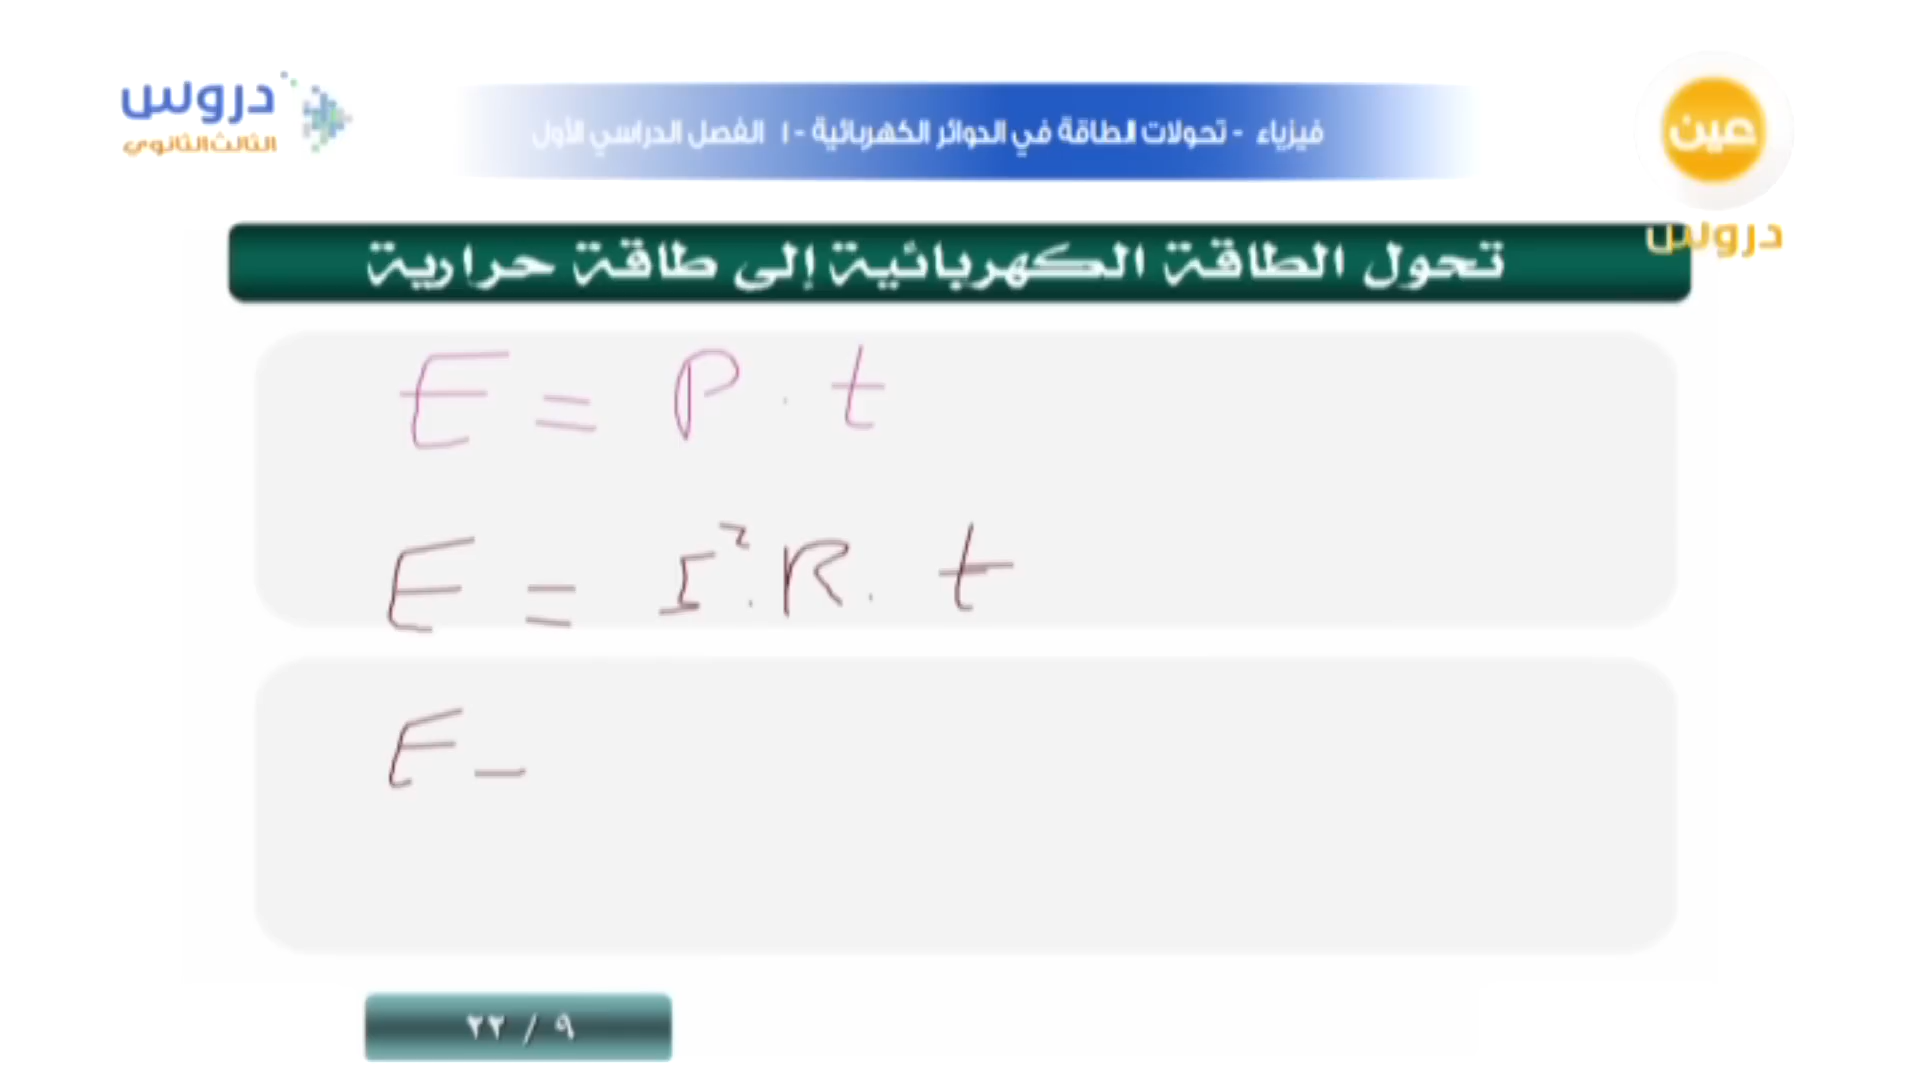 دروس
الثالث الثانوي
فيزياء - تحولات الطاقة في الدوائر الكهربائية - ١ الفصل الدراسي الأول
عين
دروس
تحول الطاقة الكهربائية إلى طاقة حرارية
E = P . t
E = I² . R . t
E –
٩ / ٢٢